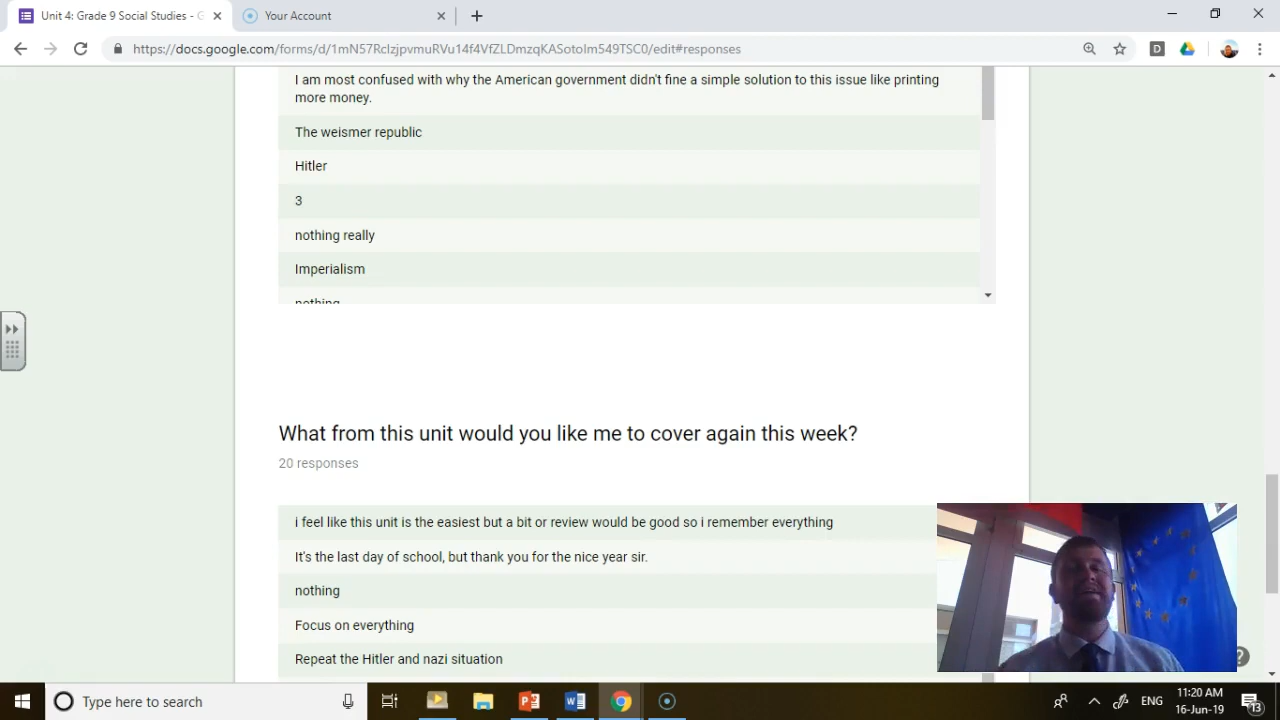 Unit 4: Grade 9 Social Studies - G
Your Account
https://docs.google.com/forms/d/1mN57RclzjpvmuRVu14f4VfZLDmzqKASotoIm549TSC0/edit#responses
D
I am most confused with why the American government didn't fine a simple solution to this issue like printing
more money.
The weismer republic
Hitler
3
nothing really
Imperialism
nothing
What from this unit would you like me to cover again this week?
20 responses
i feel like this unit is the easiest but a bit or review would be good so i remember everything
It's the last day of school, but thank you for the nice year sir.
nothing
Focus on everything
Repeat the Hitler and nazi situation
?
Type here to search
ENG
11:20 AM
16-Jun-19
13